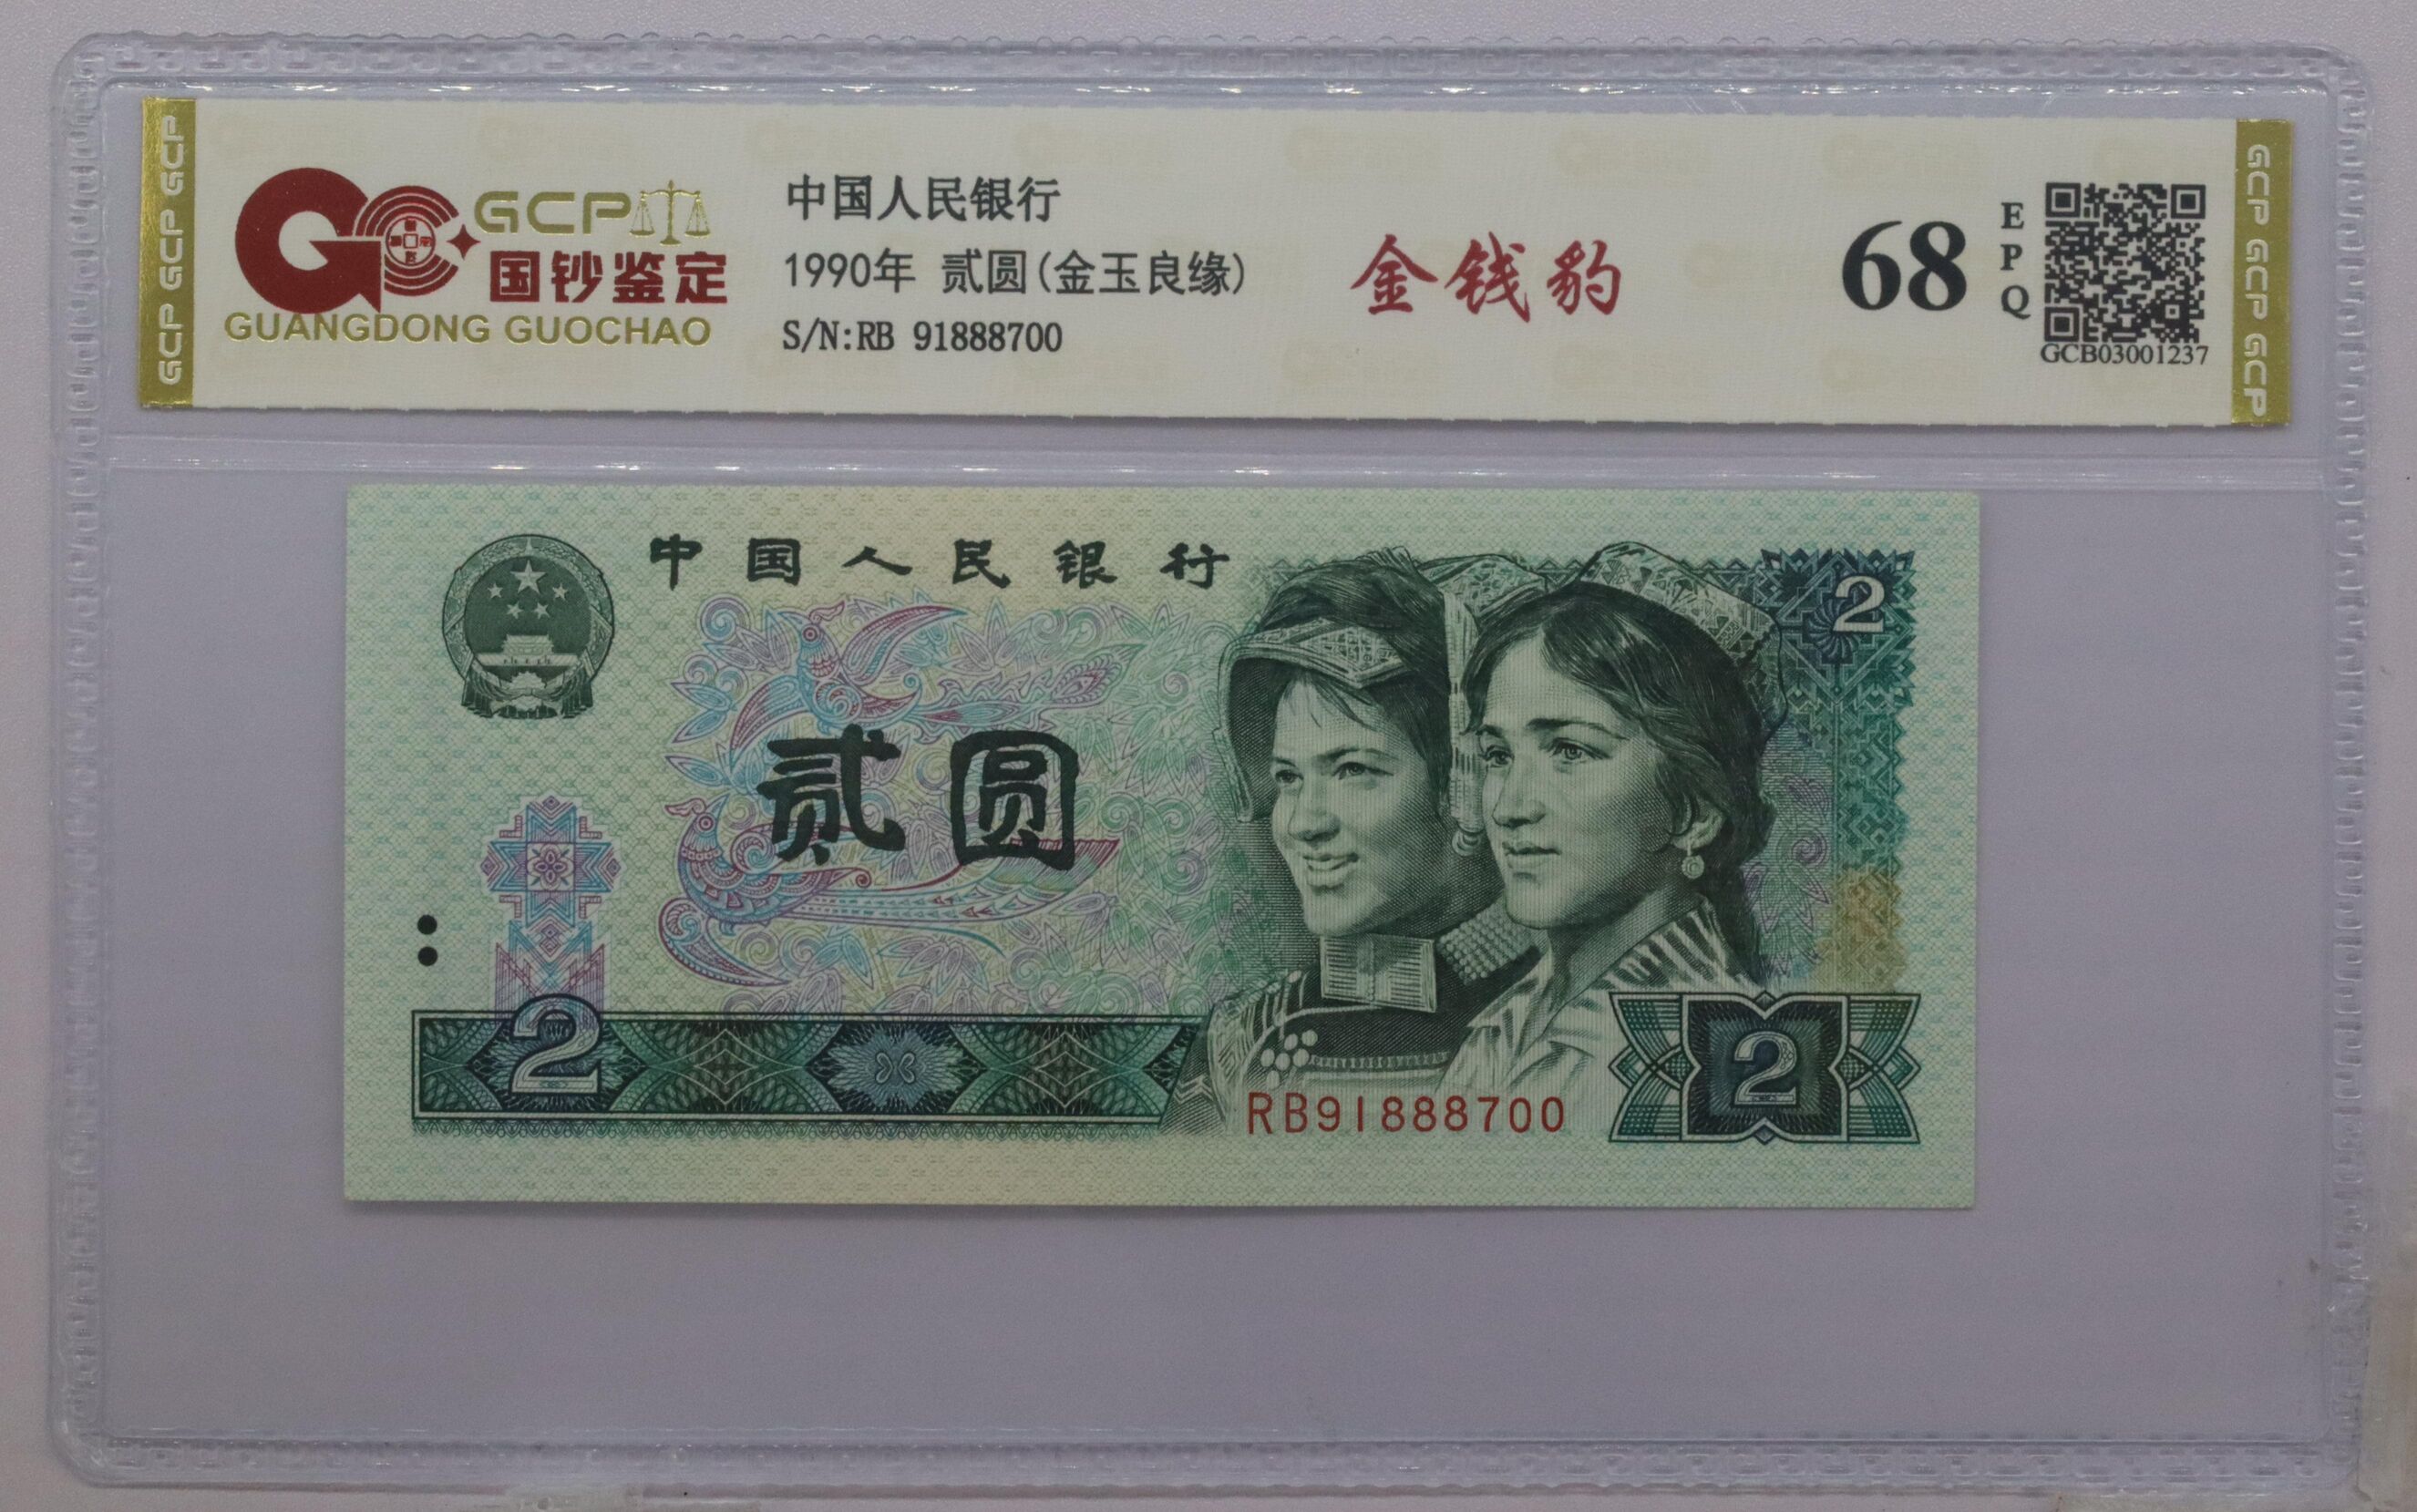 GCP GCP GCP
GCP
国钞鉴定
GUANGDONG GUOCHAO
中国人民银行
1990年 贰圆(金玉良缘)
S/N:RB 91888700
金钱豹
68
EPQ
GCB03001237
GCP GCP GCP
中国人民银行
2
贰圆
2
2
RB91888700